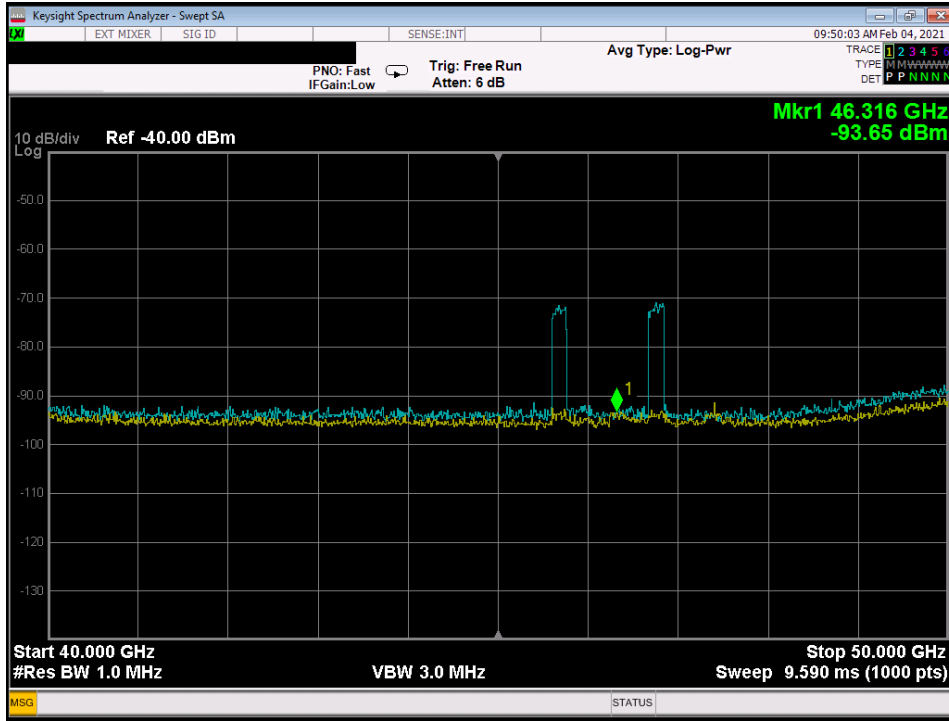 Keysight Spectrum Analyzer - Swept SA
LXI EXT MIXER SIG ID SENSE:INT 09:50:03 AM Feb 04, 2021
Avg Type: Log-Pwr TRACE 1 2 3 4 5 6
PNO: Fast Trig: Free Run TYPE M M W W W W
IFGain:Low Atten: 6 dB DET P P N N N N
Mkr1 46.316 GHz
10 dB/div Ref -40.00 dBm -93.65 dBm
Log
-50.0
-60.0
-70.0
-80.0
1
-90.0
-100
-110
-120
-130
Start 40.000 GHz Stop 50.000 GHz
#Res BW 1.0 MHz VBW 3.0 MHz Sweep 9.590 ms (1000 pts)
MSG STATUS